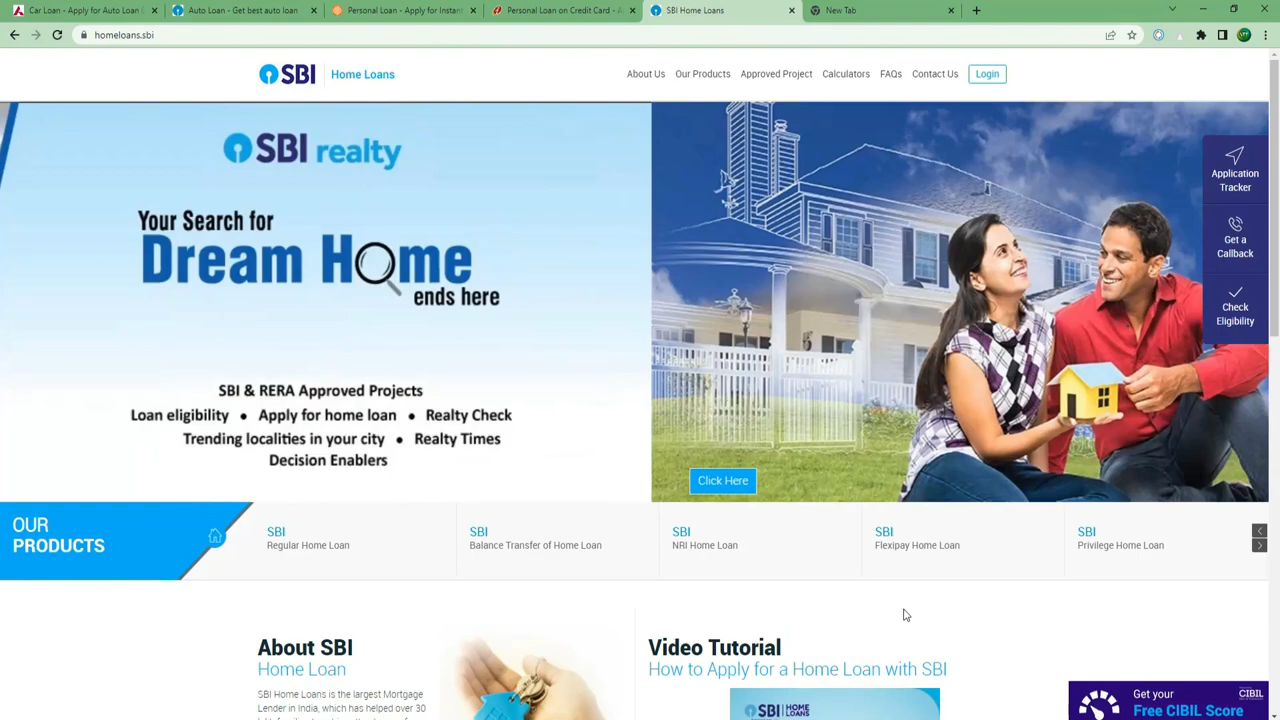 Car Loan - Apply for Auto Loan O
Auto Loan - Get best auto loan
Personal Loan - Apply for Instan
Personal Loan on Credit Card - A
SBI Home Loans
New Tab
homeloans.sbi
SBI Home Loans
About Us
Our Products
Approved Project
Calculators
FAQs
Contact Us
Login
SBI realty
Your Search for
Dream Home
ends here
SBI & RERA Approved Projects
Loan eligibility • Apply for home loan • Realty Check
Trending localities in your city • Realty Times
Decision Enablers
Click Here
Application
Tracker
Get a
Callback
Check
Eligibility
OUR
PRODUCTS
SBI
Regular Home Loan
SBI
Balance Transfer of Home Loan
SBI
NRI Home Loan
SBI
Flexipay Home Loan
SBI
Privilege Home Loan
About SBI
Home Loan
SBI Home Loans is the largest Mortgage
Lender in India, which has helped over 30
Video Tutorial
How to Apply for a Home Loan with SBI
SBI HOME LOANS
Get your
Free CIBIL Score
CIBIL